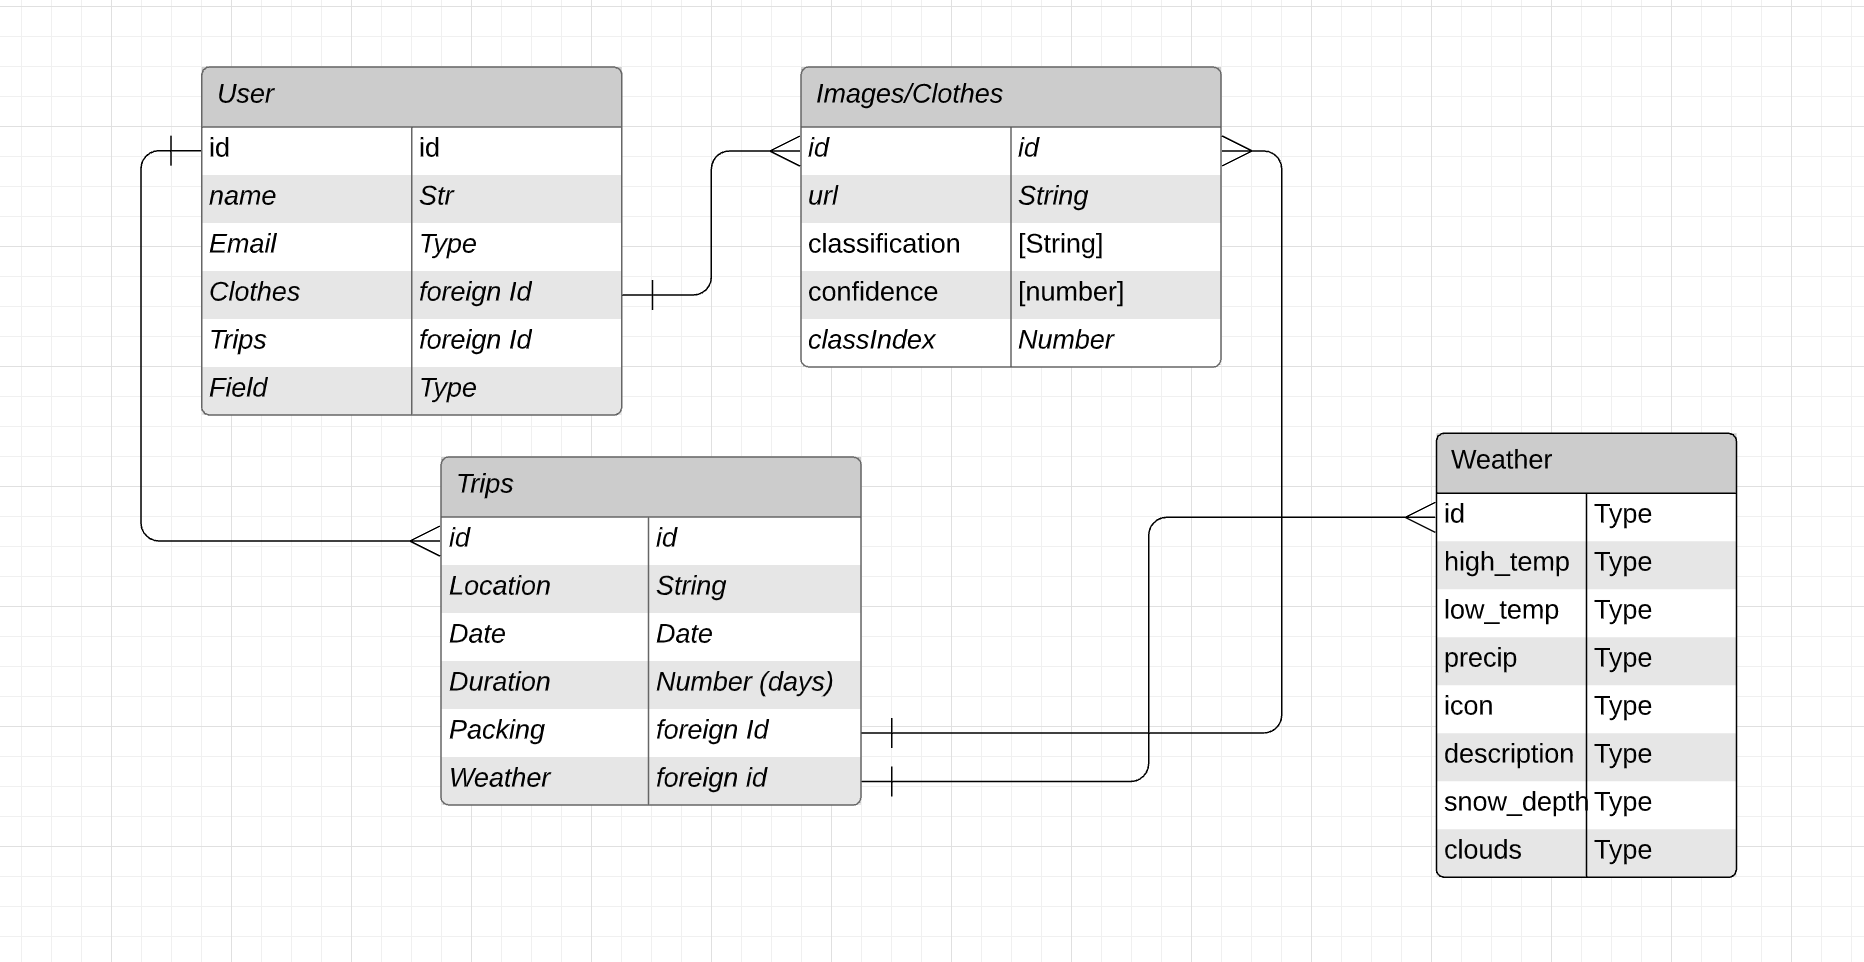 User
id id
name Str
Email Type
Clothes foreign Id
Trips foreign Id
Field Type
Images/Clothes
id id
url String
classification [String]
confidence [number]
classIndex Number
Trips
id id
Location String
Date Date
Duration Number (days)
Packing foreign Id
Weather foreign id
Weather
id Type
high_temp Type
low_temp Type
precip Type
icon Type
description Type
snow_depth Type
clouds Type